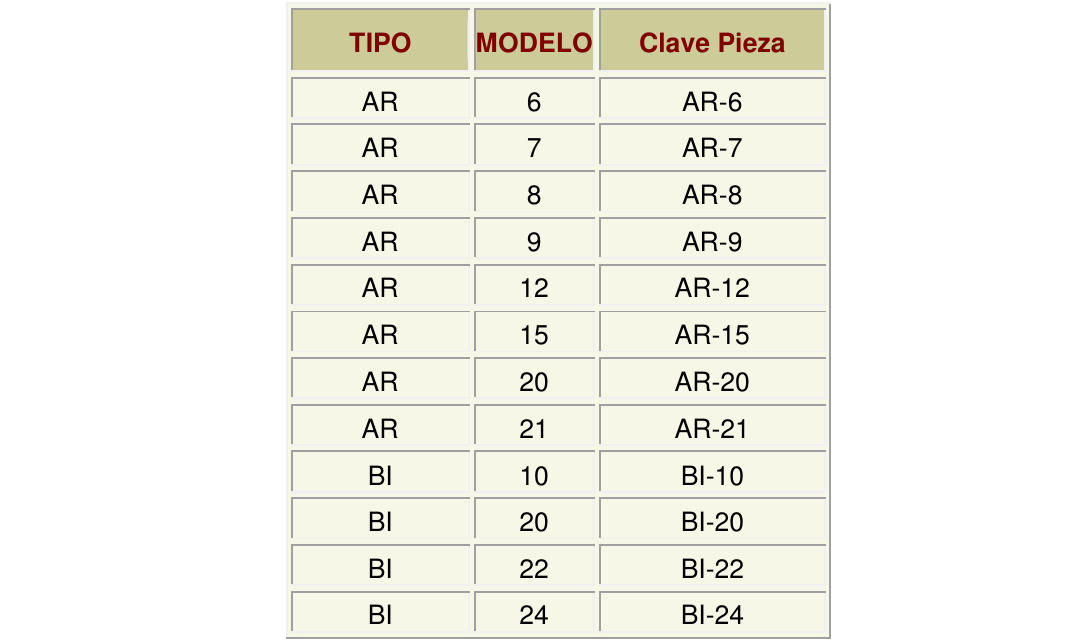 TIPO MODELO Clave Pieza
AR 6 AR-6
AR 7 AR-7
AR 8 AR-8
AR 9 AR-9
AR 12 AR-12
AR 15 AR-15
AR 20 AR-20
AR 21 AR-21
BI 10 BI-10
BI 20 BI-20
BI 22 BI-22
BI 24 BI-24